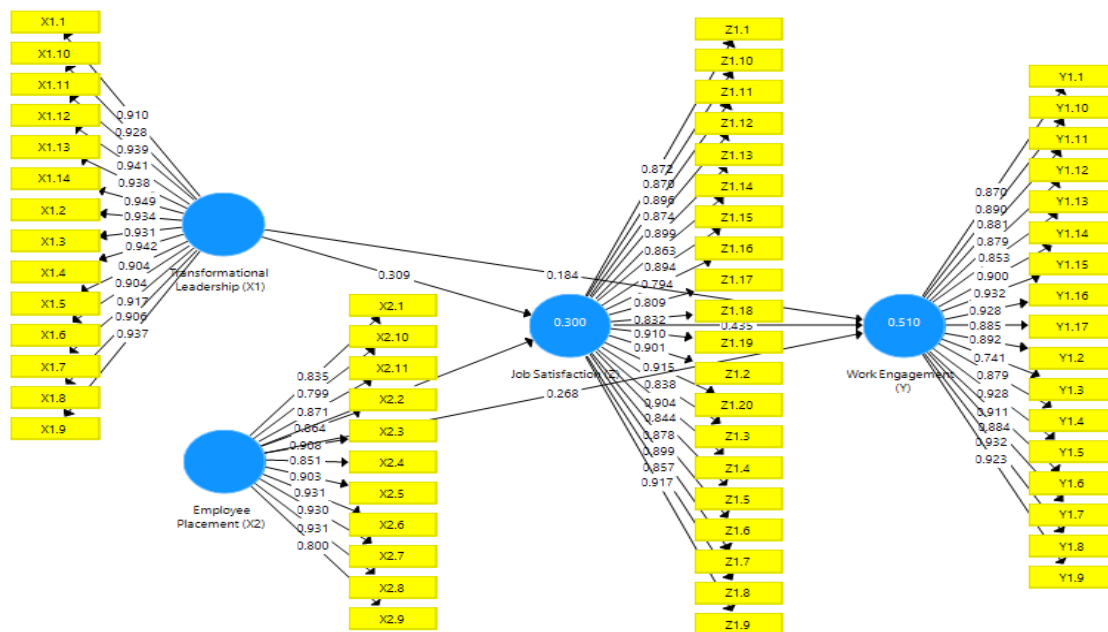 X1.1
X1.10
X1.11
X1.12
X1.13
X1.14
X1.2
X1.3
X1.4
X1.5
X1.6
X1.7
X1.8
X1.9
0.910
0.928
0.939
0.941
0.938
0.949
0.934
0.931
0.942
0.904
0.904
0.917
0.906
0.937
Transformational
Leadership (X1)
0.309
0.184
X2.1
X2.10
X2.11
X2.2
X2.3
X2.4
X2.5
X2.6
X2.7
X2.8
X2.9
0.835
0.799
0.871
0.864
0.908
0.851
0.903
0.931
0.930
0.931
0.800
Employee
Placement (X2)
0.268
Z1.1
Z1.10
Z1.11
Z1.12
Z1.13
Z1.14
Z1.15
Z1.16
Z1.17
Z1.18
Z1.19
Z1.2
Z1.20
Z1.3
Z1.4
Z1.5
Z1.6
Z1.7
Z1.8
Z1.9
0.872
0.870
0.896
0.874
0.899
0.863
0.894
0.794
0.809
0.832
0.910
0.901
0.915
0.838
0.904
0.844
0.878
0.899
0.857
0.917
0.300
Job Satisfaction (Z)
0.435
Y1.1
Y1.10
Y1.11
Y1.12
Y1.13
Y1.14
Y1.15
Y1.16
Y1.17
Y1.2
Y1.3
Y1.4
Y1.5
Y1.6
Y1.7
Y1.8
Y1.9
0.870
0.890
0.881
0.879
0.853
0.900
0.932
0.928
0.885
0.892
0.741
0.879
0.928
0.911
0.884
0.932
0.923
0.510
Work Engagement
(Y)